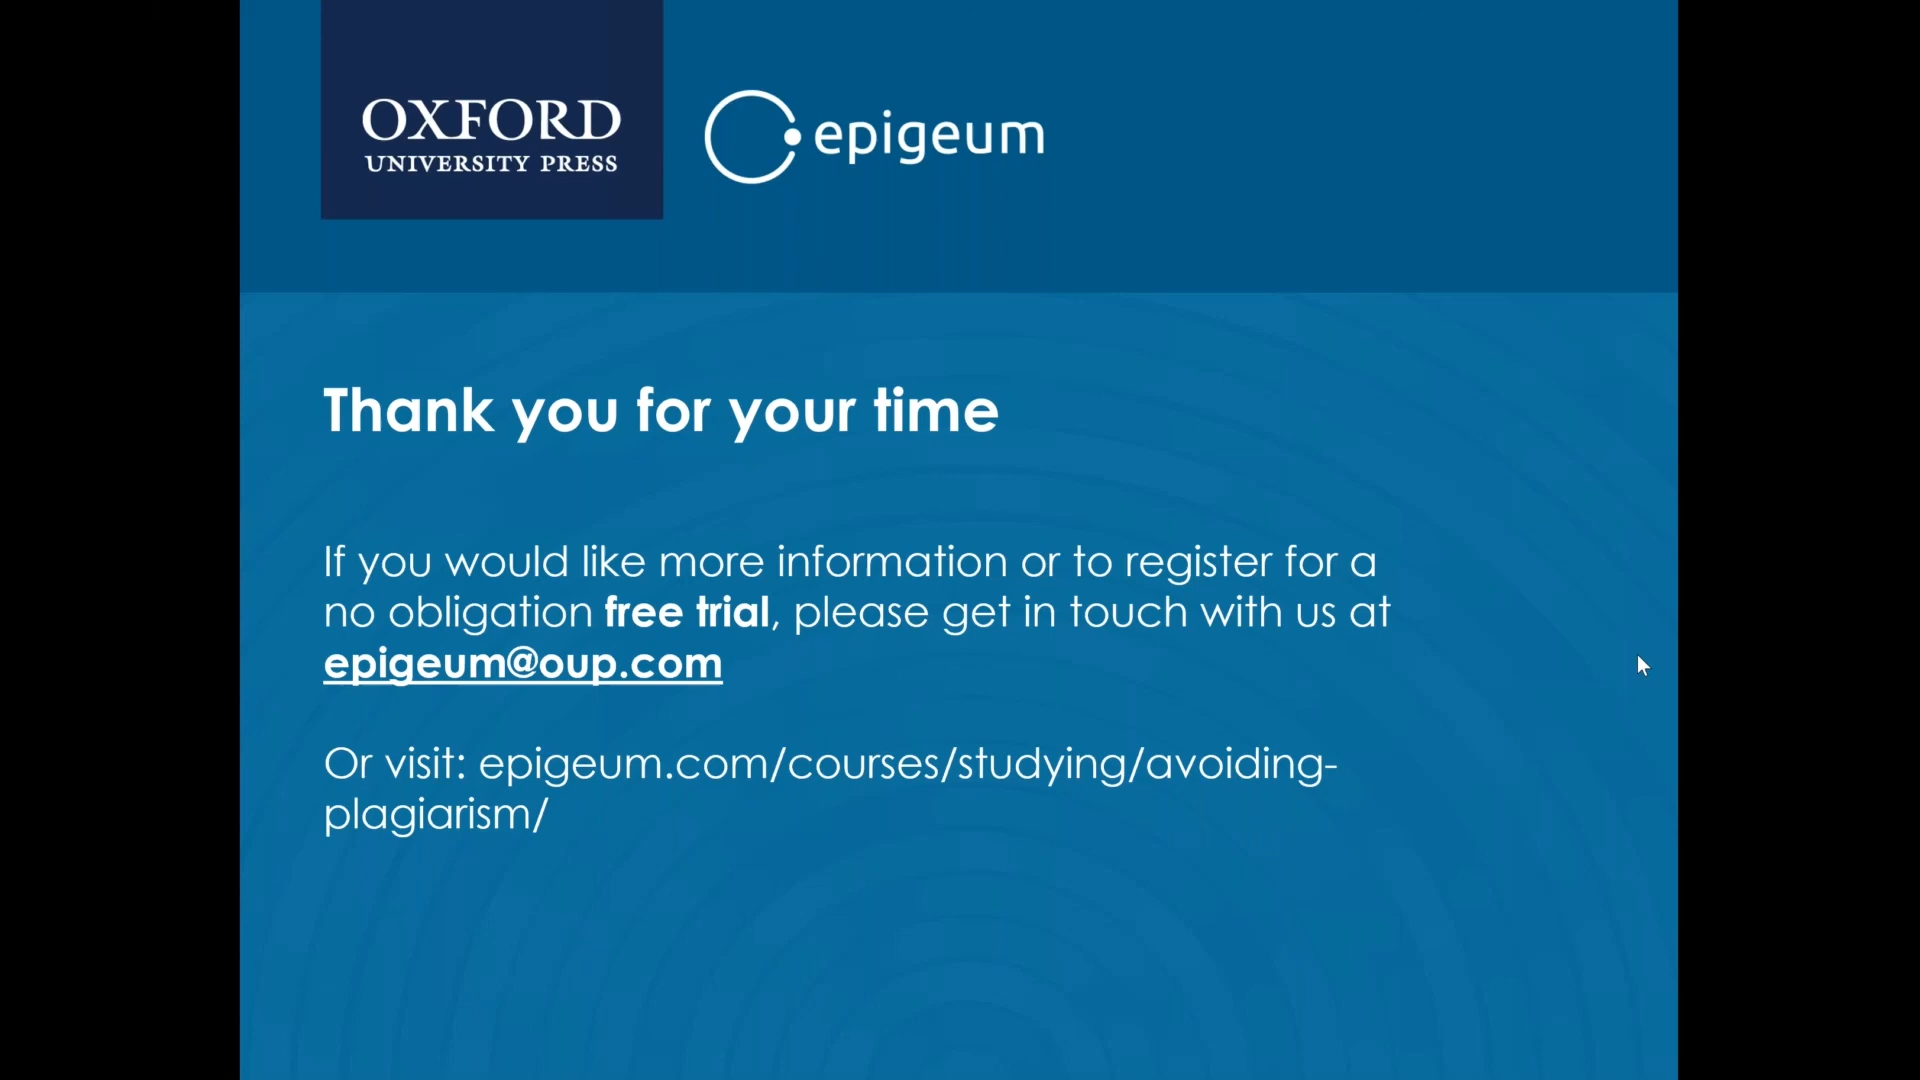 OXFORD
UNIVERSITY PRESS
epigeum
Thank you for your time
If you would like more information or to register for a
no obligation free trial, please get in touch with us at
epigeum@oup.com
Or visit: epigeum.com/courses/studying/avoiding-
plagiarism/